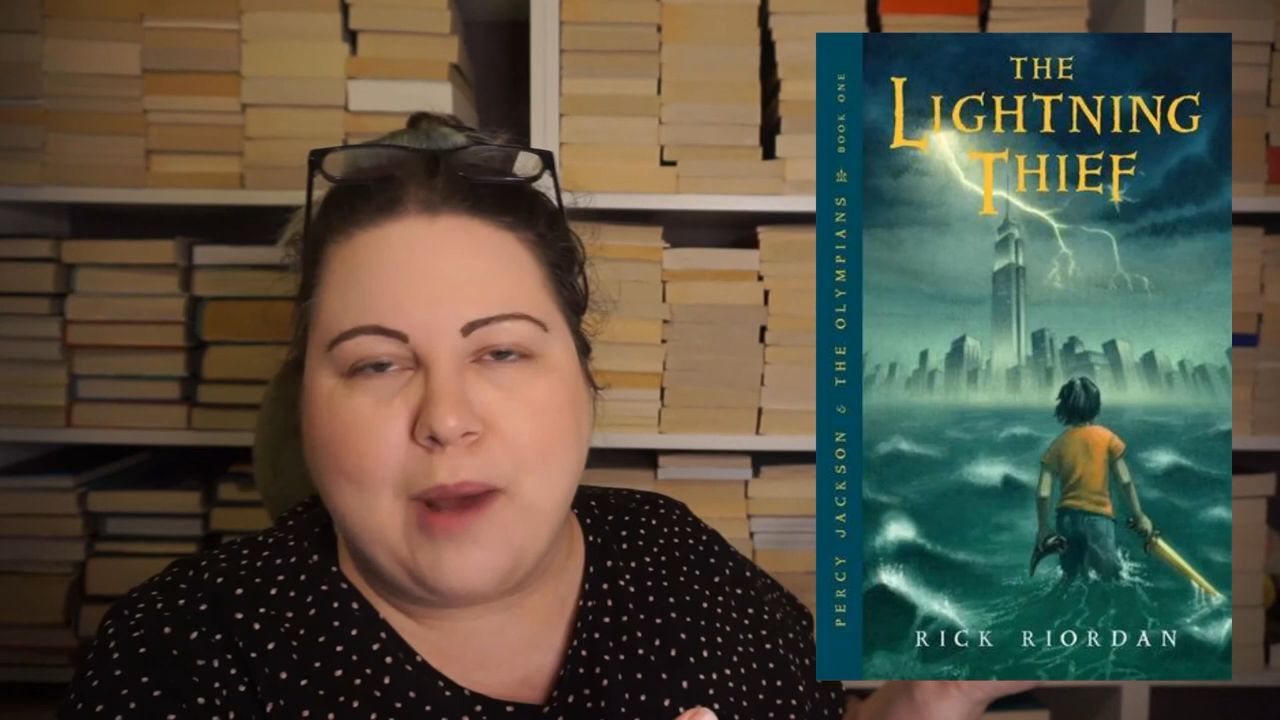 THE
LIGHTNING
THIEF
PERCY JACKSON & THE OLYMPIANS BOOK ONE
RICK RIORDAN